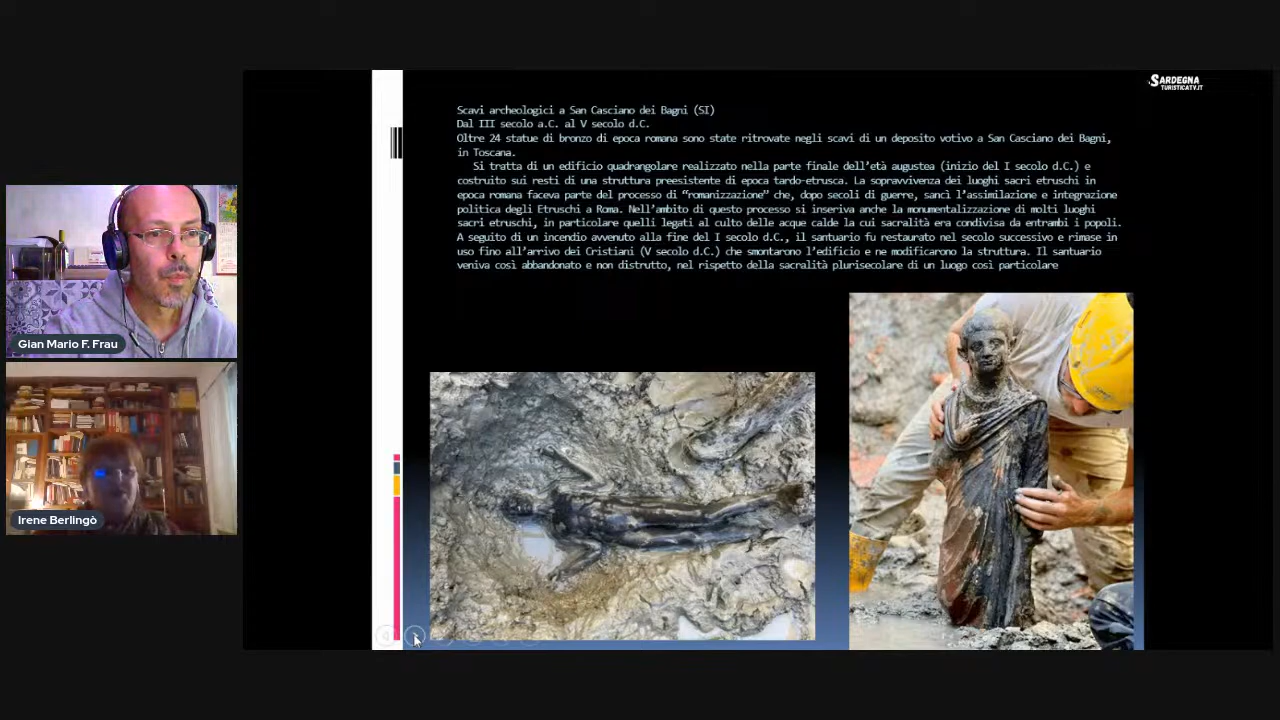 SARDEGNA
TURISTICATV.IT
Scavi archeologici a San Casciano dei Bagni (SI)
Dal III secolo a.C. al V secolo d.C.
Oltre 24 statue di bronzo di epoca romana sono state ritrovate negli scavi di un deposito votivo a San Casciano dei Bagni,
in Toscana.
Si tratta di un edificio quadrangolare realizzato nella parte finale dell'età augustea (inizio del I secolo d.C.) e
costruito sui resti di una struttura preesistente di epoca tardo-etrusca. La sopravvivenza dei luoghi sacri etruschi in
epoca romana faceva parte del processo di "romanizzazione" che, dopo secoli di guerre, sancì l'assimilazione e integrazione
politica degli Etruschi a Roma. Nell'ambito di questo processo si inseriva anche la monumentalizzazione di molti luoghi
sacri etruschi, in particolare quelli legati al culto delle acque calde la cui sacralità era condivisa da entrambi i popoli.
A seguito di un incendio avvenuto alla fine del I secolo d.C., il santuario fu restaurato nel secolo successivo e rimase in
uso fino all'arrivo dei Cristiani (V secolo d.C.) che smontarono l'edificio e ne modificarono la struttura. Il santuario
veniva così abbandonato e non distrutto, nel rispetto della sacralità plurisecolare di un luogo così particolare
Gian Mario F. Frau
Irene Berlingò